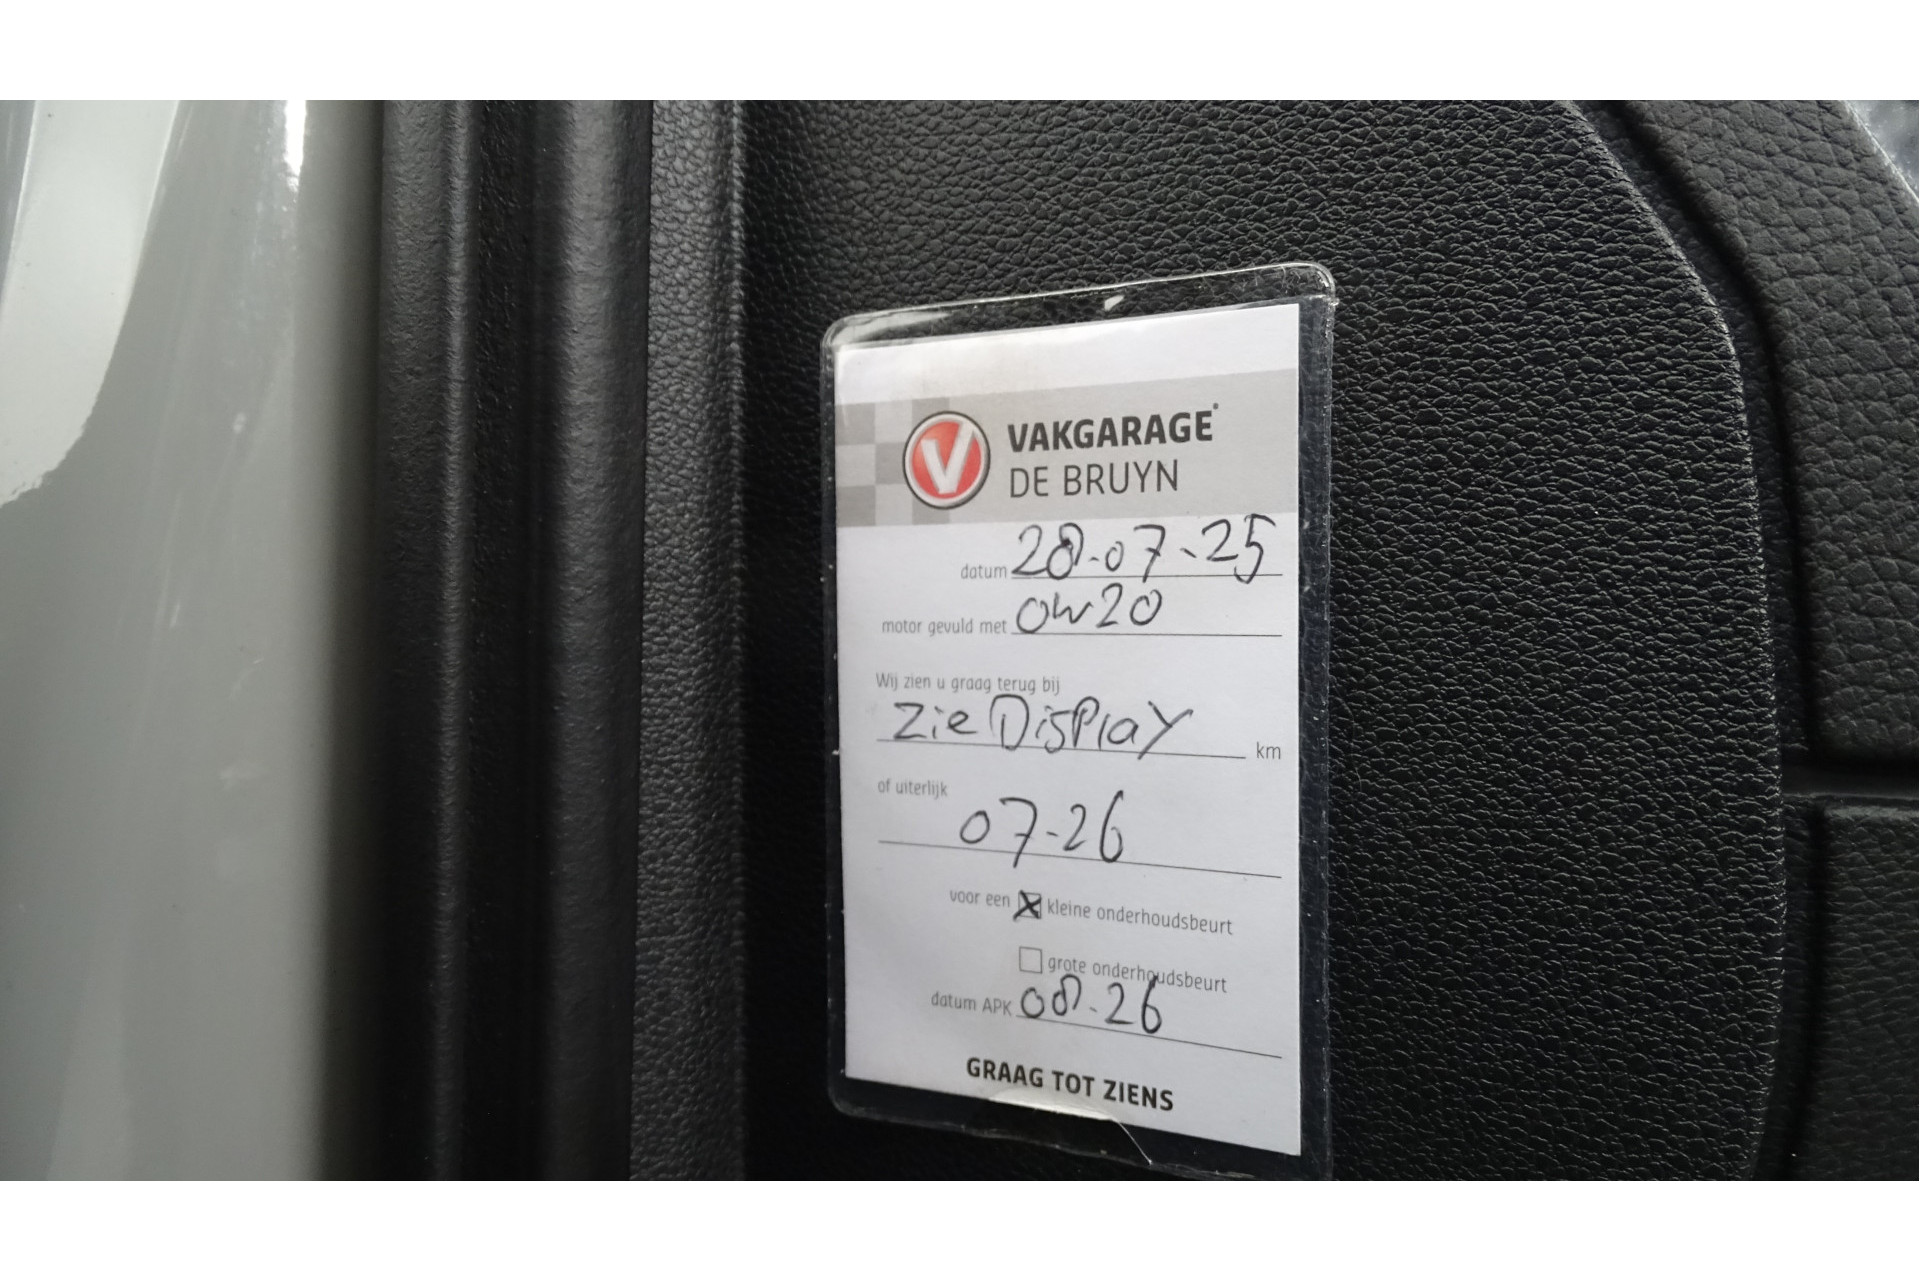 V
VAKGARAGE®
DE BRUYN
datum 28-07-25
motor gevuld met 0W20
Wij zien u graag terug bij
Zie Display km
of uiterlijk
07-26
voor een X kleine onderhoudsbeurt
grote onderhoudsbeurt
datum APK 08-26
GRAAG TOT ZIENS